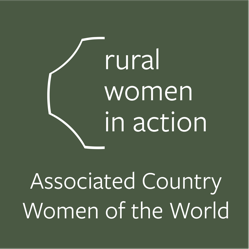 rural
women
in action
Associated Country
Women of the World